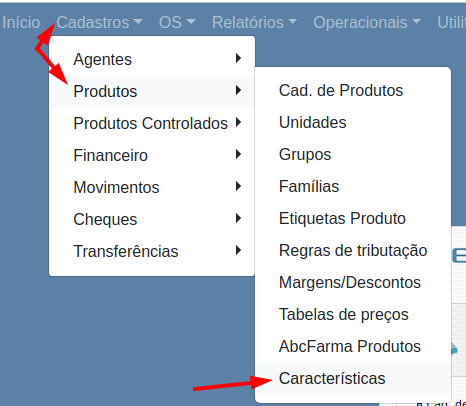 Início Cadastros OS Relatórios Operacionais
Agentes
Produtos
Produtos Controlados
Financeiro
Movimentos
Cheques
Transferências
Cad. de Produtos
Unidades
Grupos
Famílias
Etiquetas Produto
Regras de tributação
Margens/Descontos
Tabelas de preços
AbcFarma Produtos
Características